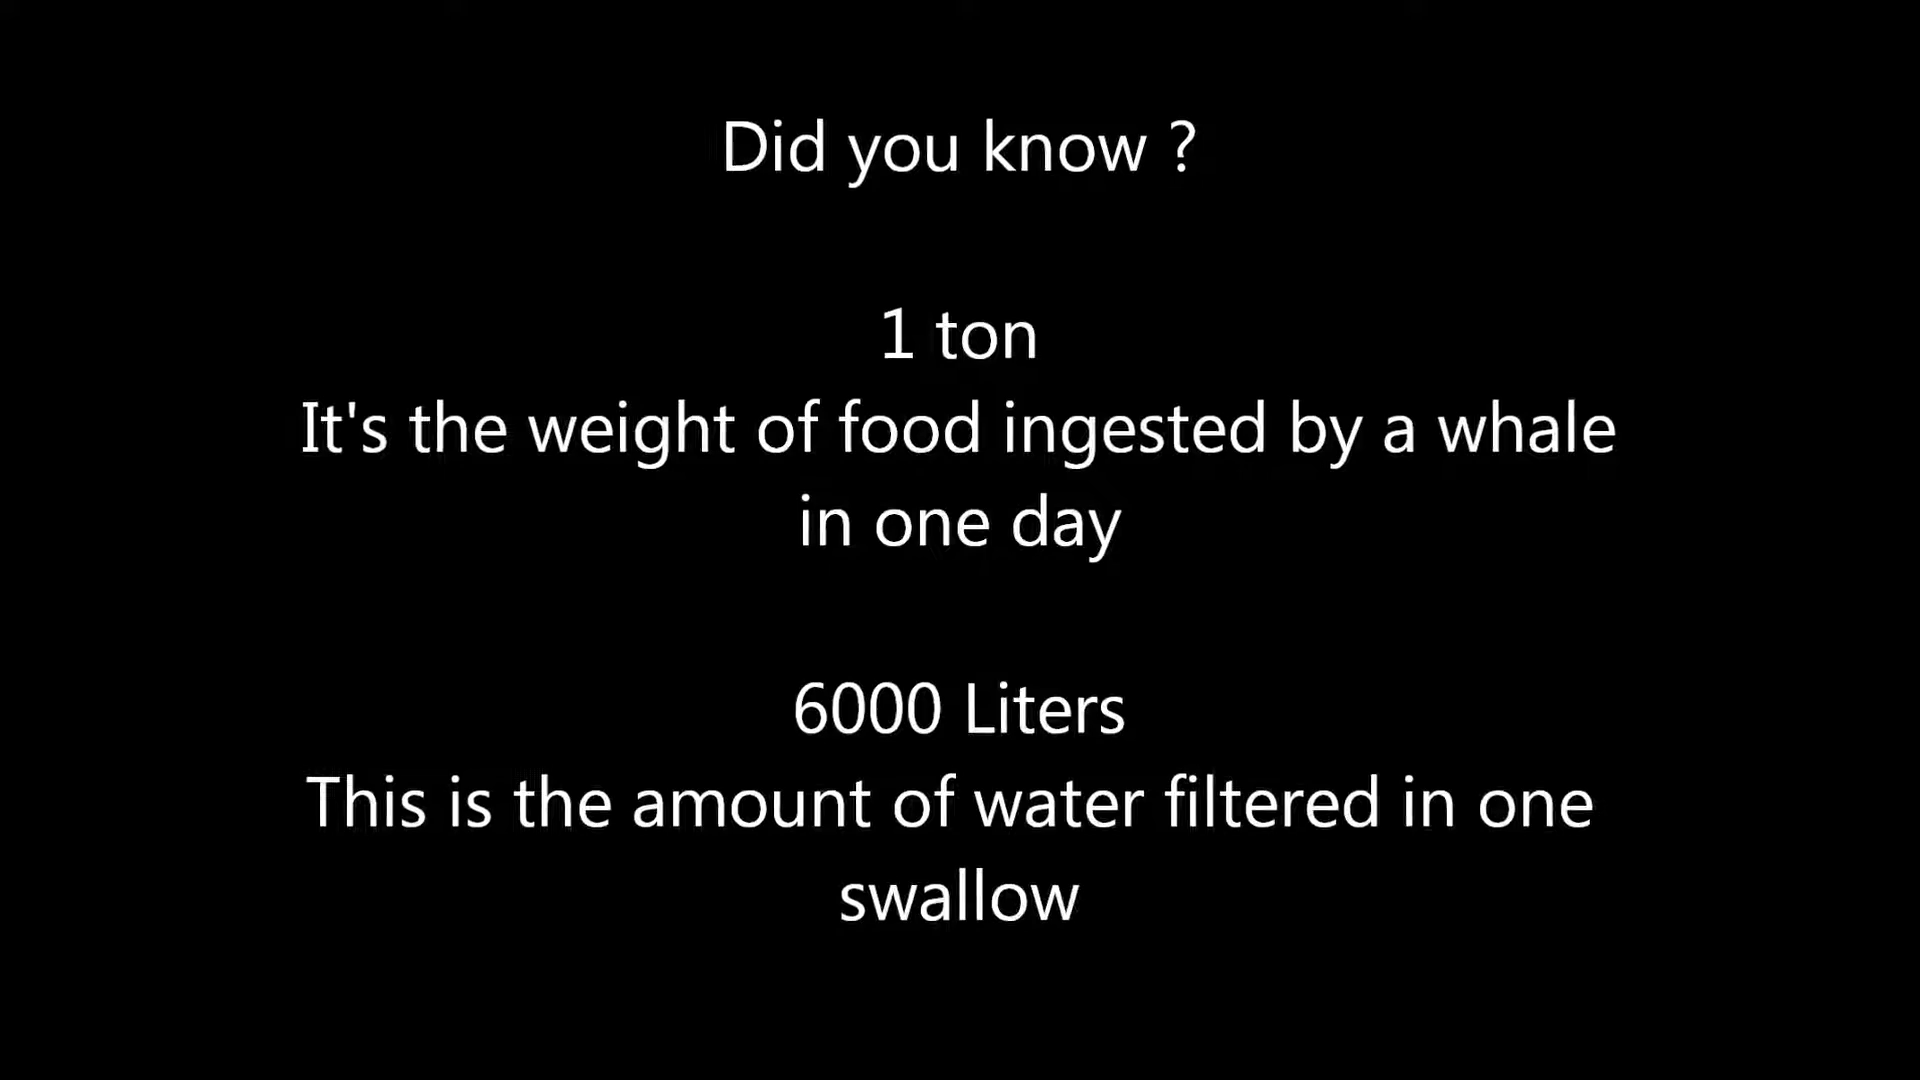 Did you know ?
1 ton
It's the weight of food ingested by a whale
in one day
6000 Liters
This is the amount of water filtered in one
swallow